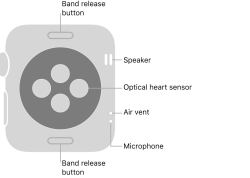 Band release
button
Speaker
Optical heart sensor
Air vent
Microphone
Band release
button